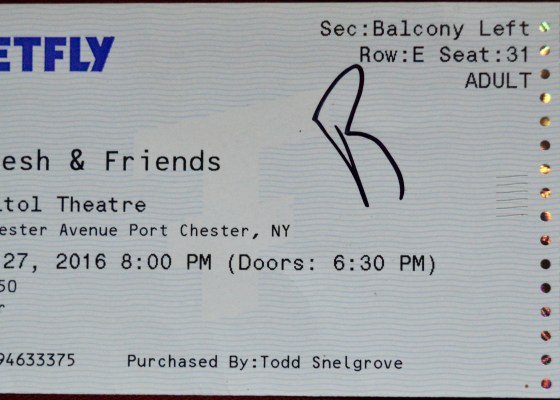 Sec:Balcony Left
ETFLY
Row:E Seat:31
ADULT
esh & Friends
itol Theatre
ester Avenue Port Chester, NY
27, 2016 8:00 PM (Doors: 6:30 PM)
50
r
94633375 Purchased By:Todd Snelgrove